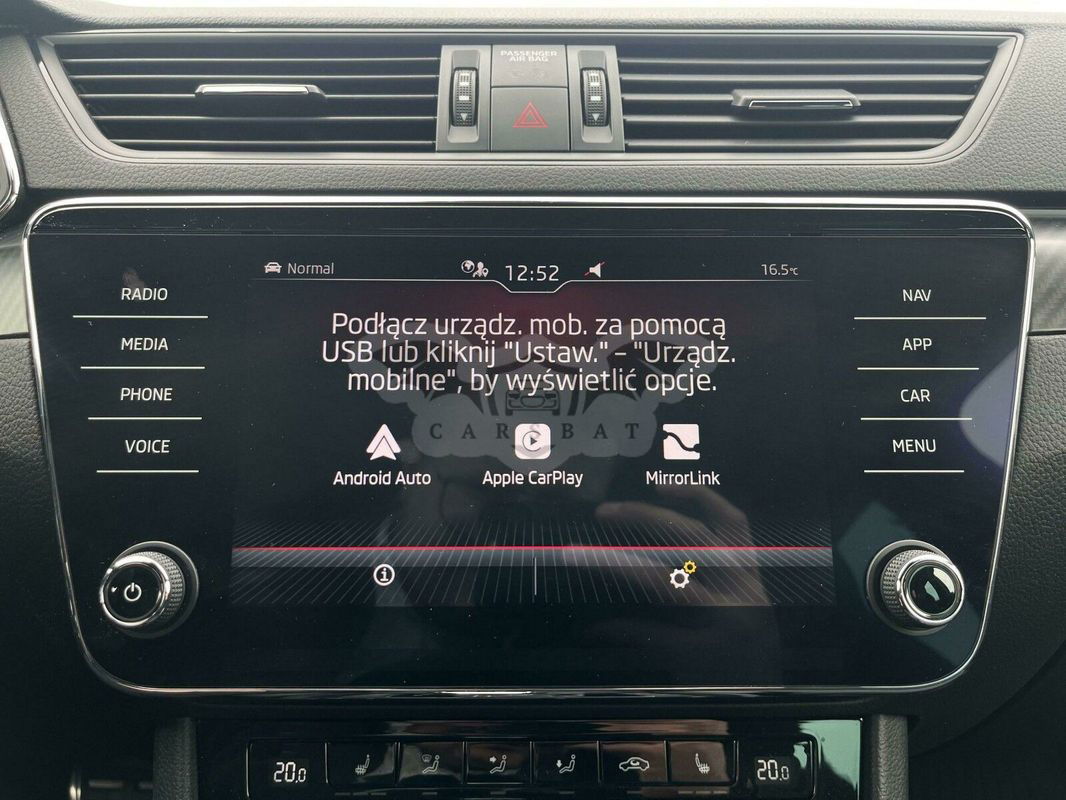 PASSENGER
AIR BAG
Normal
12:52
16.5°C
RADIO
MEDIA
PHONE
VOICE
Podłącz urządz. mob. za pomocą
USB lub kliknij "Ustaw." – "Urządz.
mobilne", by wyświetlić opcje.
CARSBAT
Android Auto
Apple CarPlay
MirrorLink
NAV
APP
CAR
MENU
20.0
20.0